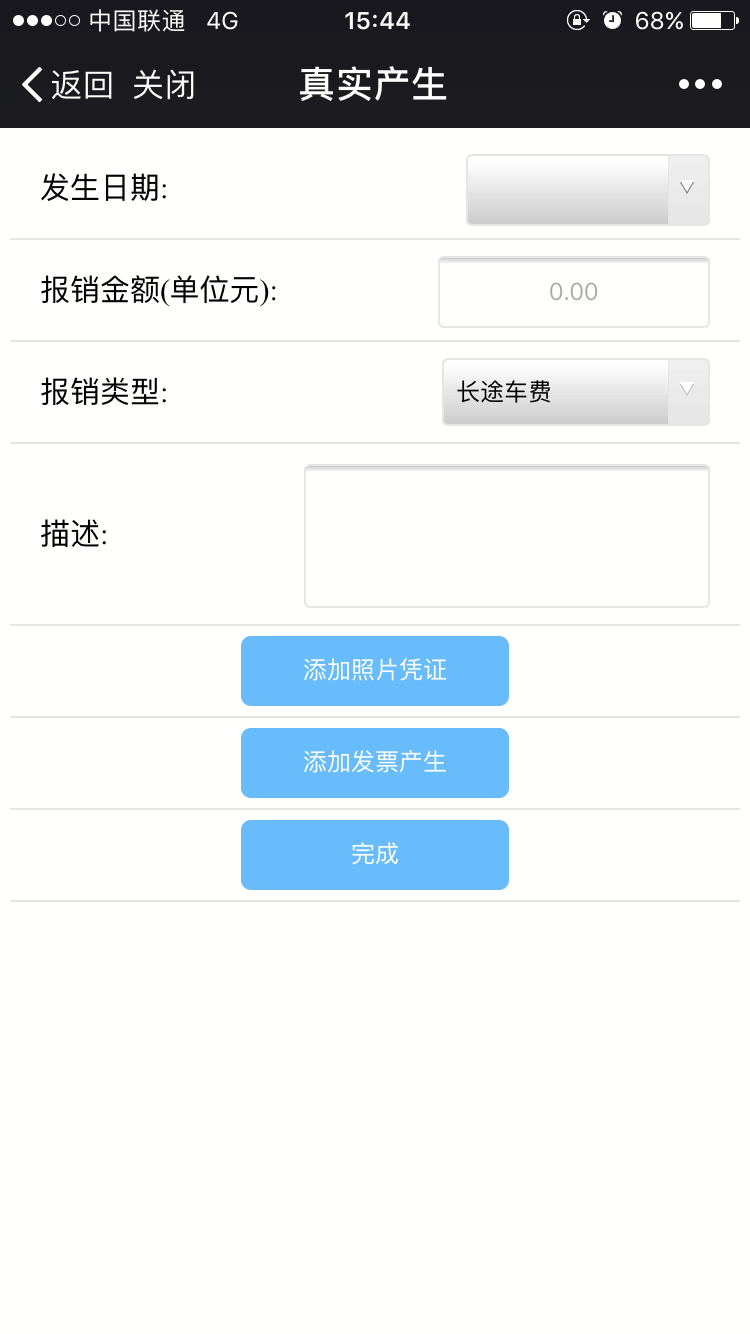 中国联通 4G 15:44 68%
返回 关闭 真实产生
发生日期:
报销金额(单位元): 0.00
报销类型: 长途车费
描述:
添加照片凭证
添加发票产生
完成